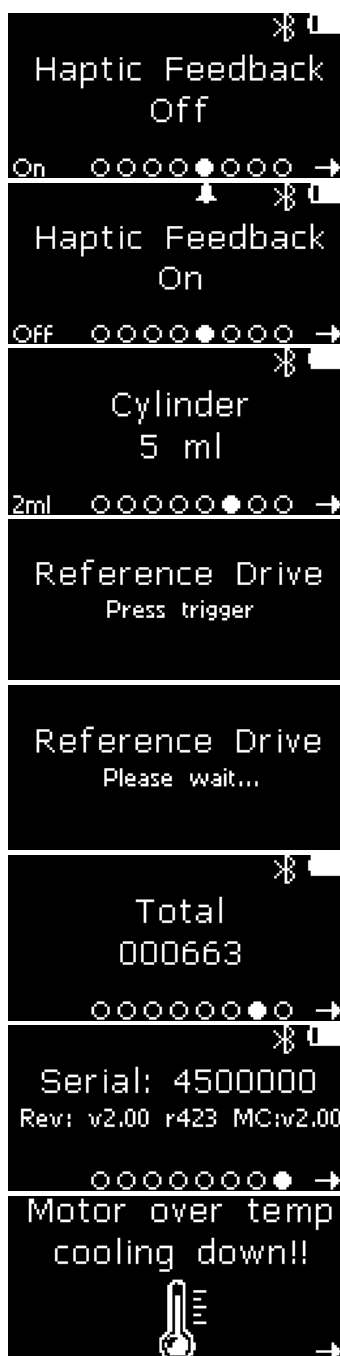 Haptic Feedback
Off
On
Haptic Feedback
On
Off
Cylinder
5 ml
2ml
Reference Drive
Press trigger
Reference Drive
Please wait...
Total
000663
Serial: 4500000
Rev: v2.00 r423 MC:v2.00
Motor over temp
cooling down!!